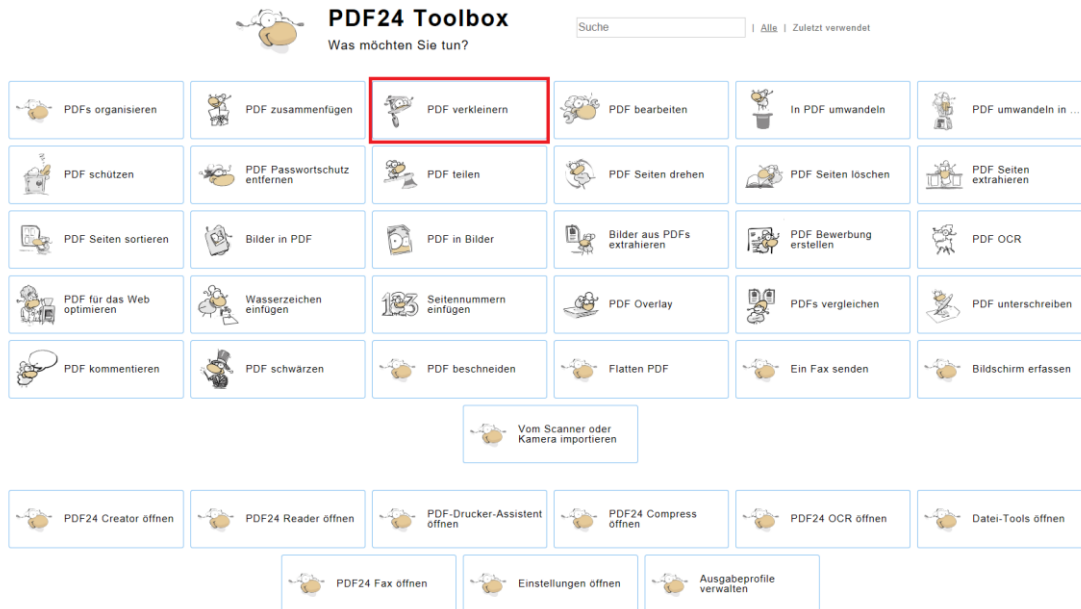 PDF24 Toolbox
Was möchten Sie tun?
Suche
| Alle | Zuletzt verwendet
PDFs organisieren
PDF zusammenfügen
PDF verkleinern
PDF bearbeiten
In PDF umwandeln
PDF umwandeln in ...
PDF schützen
PDF Passwortschutz
entfernen
PDF teilen
PDF Seiten drehen
PDF Seiten löschen
PDF Seiten
extrahieren
PDF Seiten sortieren
Bilder in PDF
PDF in Bilder
Bilder aus PDFs
extrahieren
PDF Bewerbung
erstellen
PDF OCR
PDF für das Web
optimieren
Wasserzeichen
einfügen
123
Seitennummern
einfügen
PDF Overlay
PDFs vergleichen
PDF unterschreiben
PDF kommentieren
PDF schwärzen
PDF beschneiden
Flatten PDF
Ein Fax senden
Bildschirm erfassen
Vom Scanner oder
Kamera importieren
PDF24 Creator öffnen
PDF24 Reader öffnen
PDF-Drucker-Assistent
öffnen
PDF24 Compress
öffnen
PDF24 OCR öffnen
Datei-Tools öffnen
PDF24 Fax öffnen
Einstellungen öffnen
Ausgabeprofile
verwalten